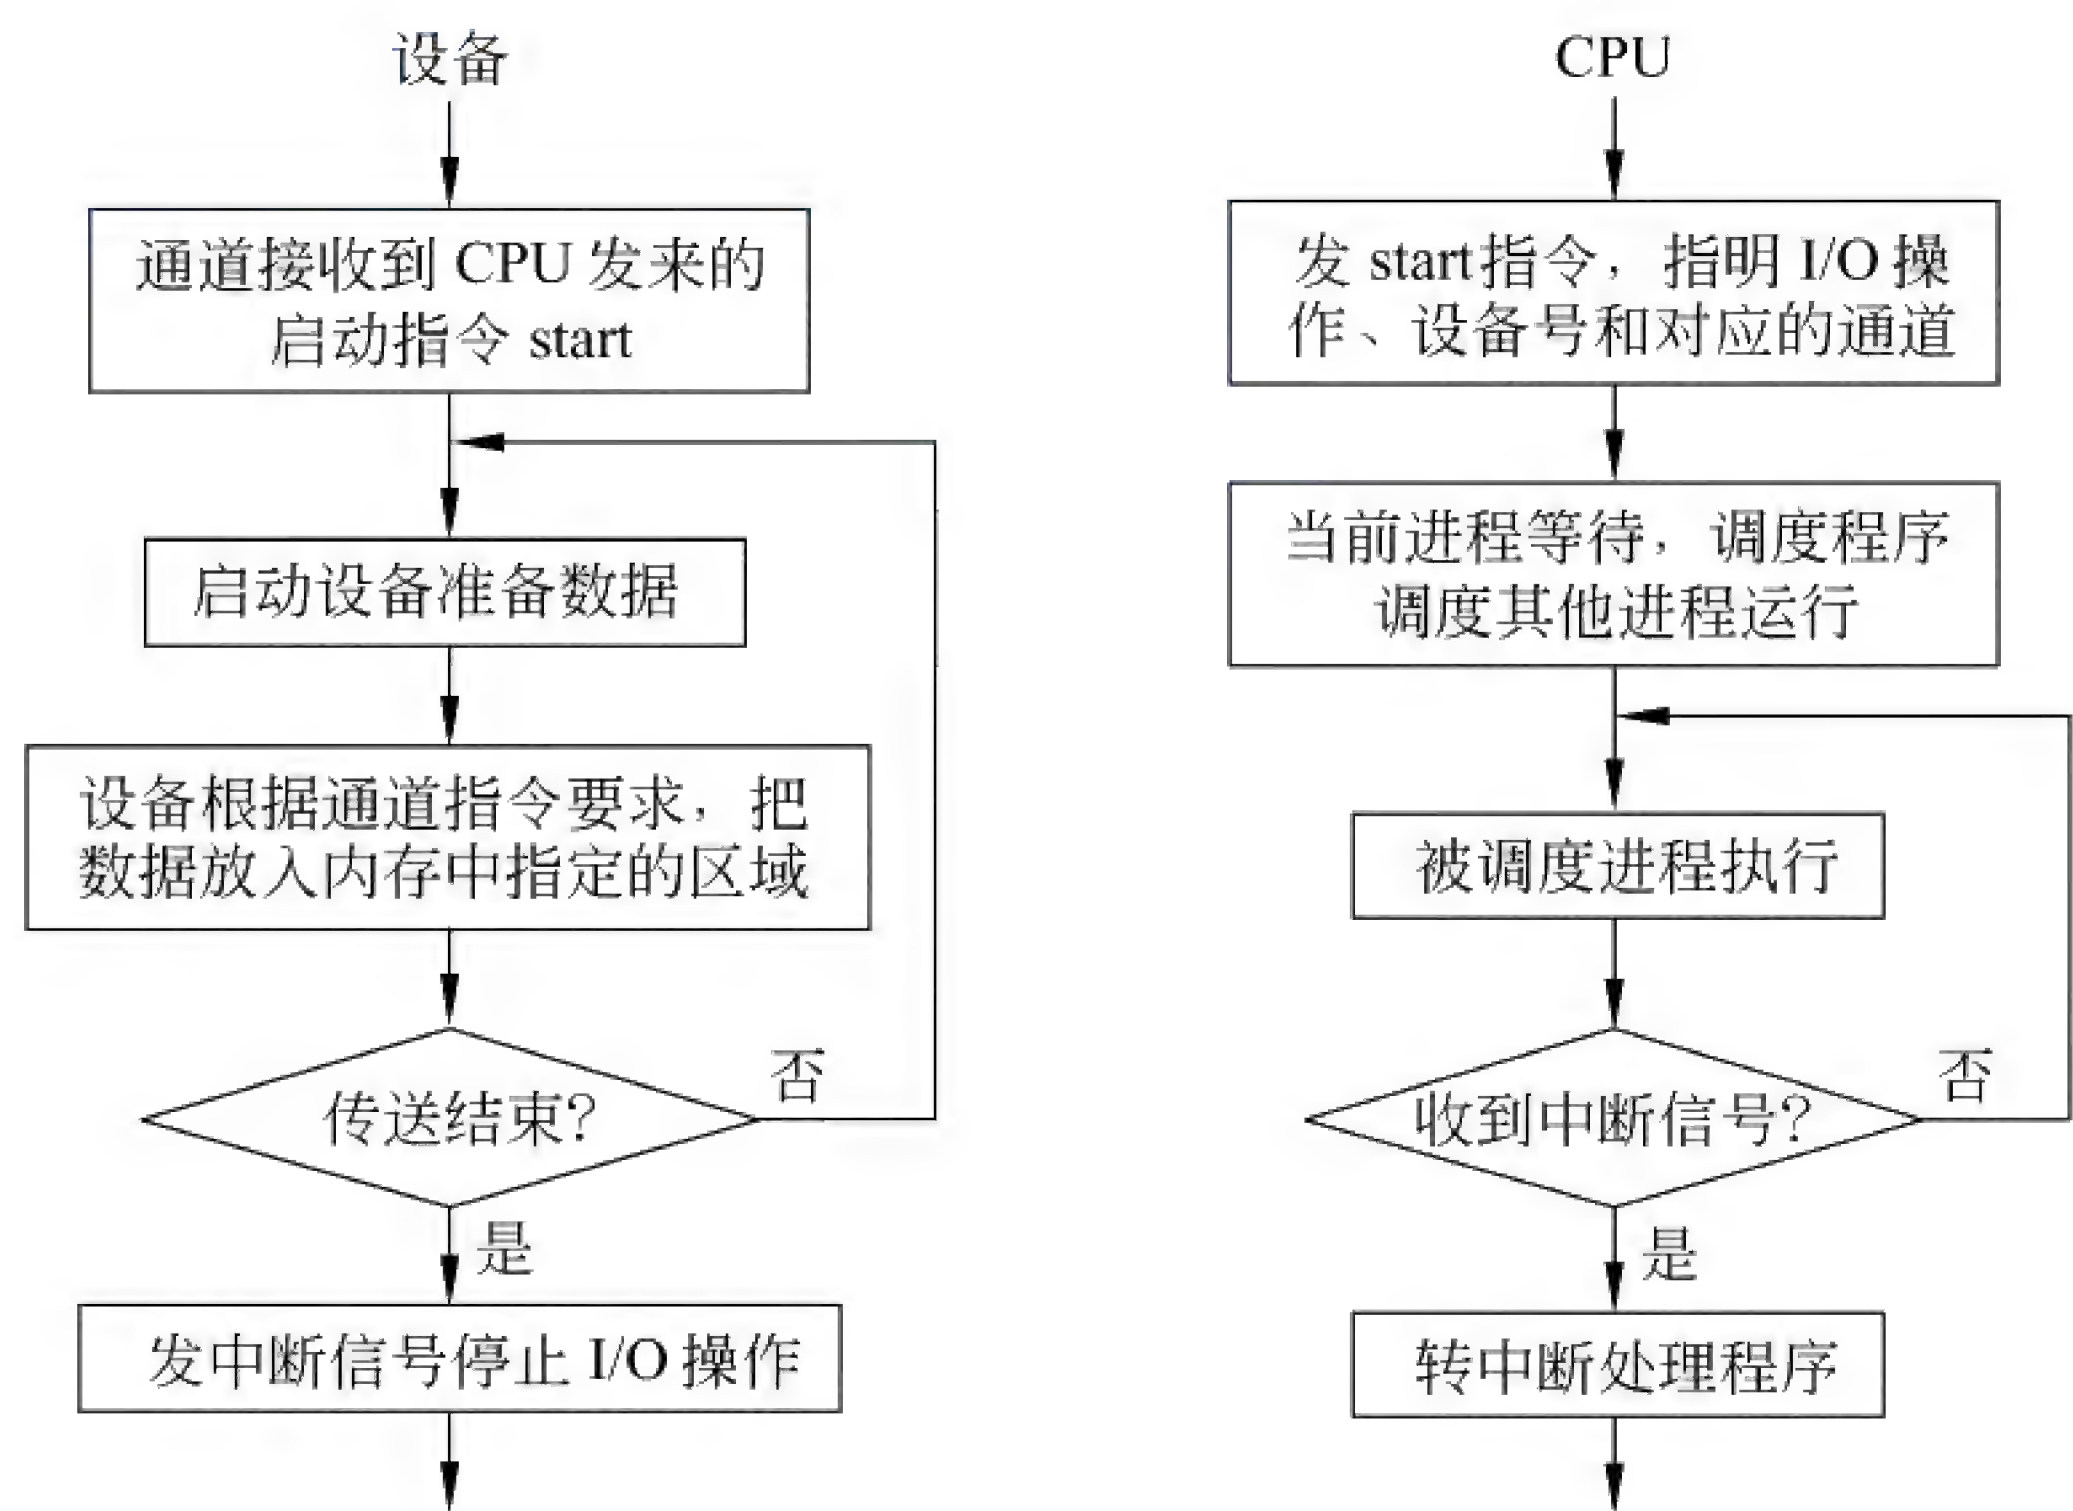 设备
通道接收到 CPU 发来的
启动指令 start
启动设备准备数据
设备根据通道指令要求，把
数据放入内存中指定的区域
传送结束？
否
是
发中断信号停止 I/O 操作
CPU
发 start指令，指明 I/O 操
作、设备号和对应的通道
当前进程等待，调度程序
调度其他进程运行
被调度进程执行
收到中断信号？
否
是
转中断处理程序